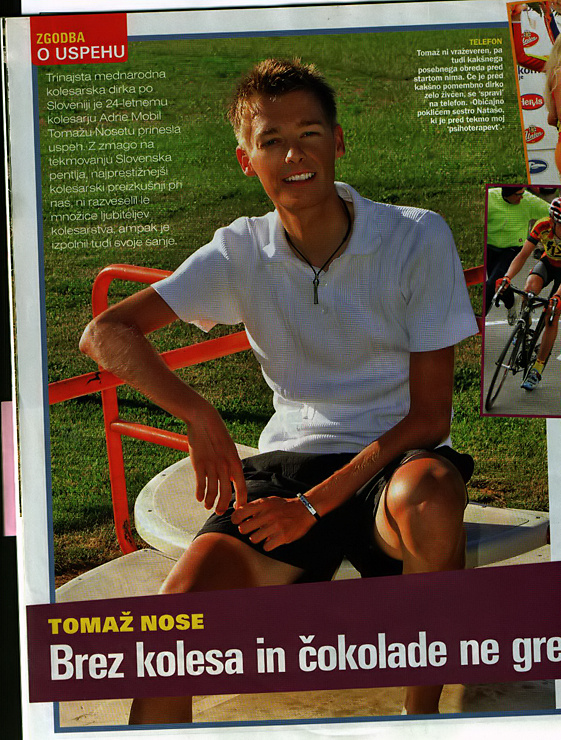 ZGODBA
O USPEHU
Trinajsta mednarodna
kolesarska dirka po
Sloveniji je 24-letnemu
kolesarju Adrie Mobil
Tomažu Nosetu prinesla
uspeh. Z zmago na
tekmovanju Slovenska
pentlja, najprestižnejši
kolesarski preizkušnji pri
nas, ni razveselil le
množice ljubiteljev
kolesarstva, ampak je
izpolnil tudi svoje sanje.
TELEFON
Tomaž ni vraževeren, pa
tudi kakšnega
posebnega obreda pred
startom nima. Če je pred
kakšno pomembno dirko
zelo živčen, se 'spravi'
na telefon. »Običajno
pokličem sestro Natašo,
ki je pred tekmo moj
'psihoterapevt'.«
Union
Union
TOMAŽ NOSE
Brez kolesa in čokolade ne gre